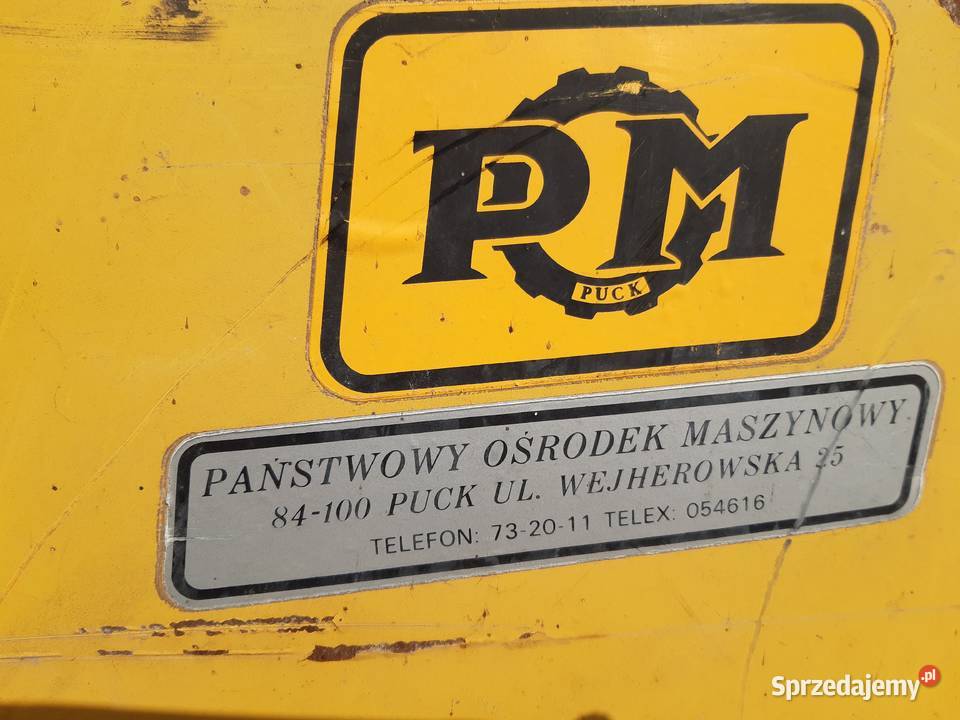 POM
PUCK
PAŃSTWOWY OŚRODEK MASZYNOWY
84-100 PUCK UL. WEJHEROWSKA 25
TELEFON: 73-20-11 TELEX: 054616
Sprzedajemy.pl